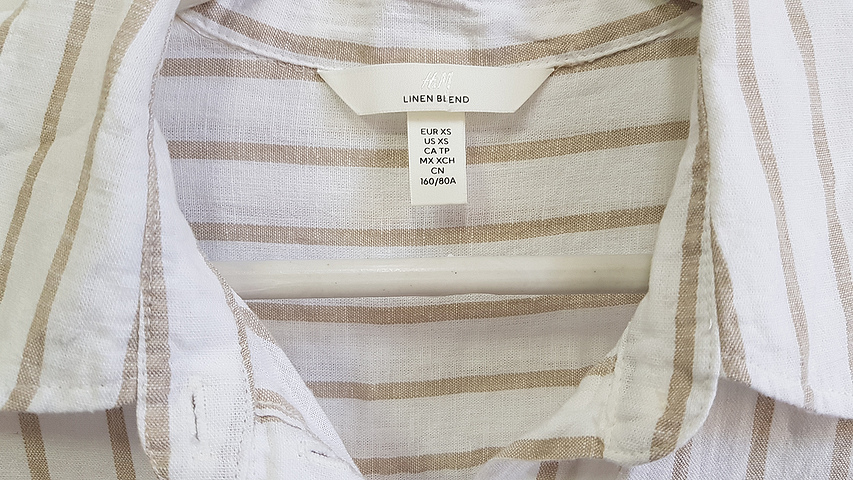 H&M
LINEN BLEND
EUR XS
US XS
CA TP
MX XCH
CN
160/80A